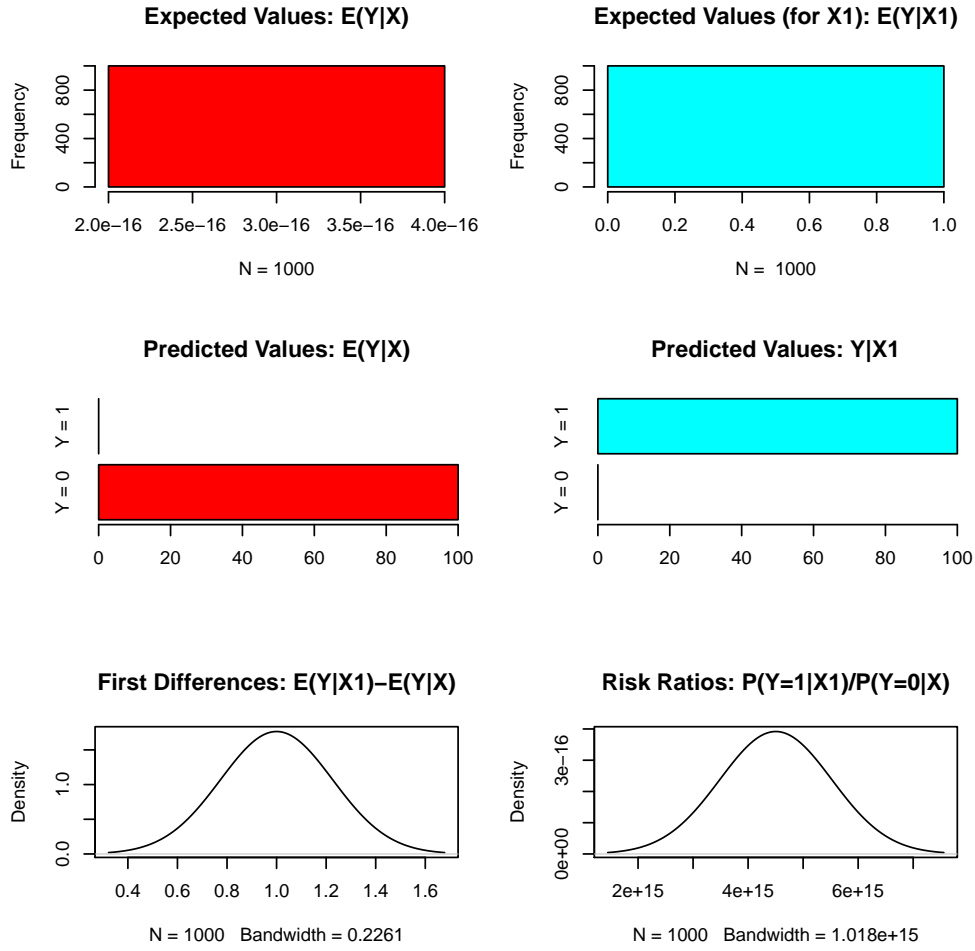 Expected Values: E(Y|X)
Frequency
800
400
0
2.0e−16 2.5e−16 3.0e−16 3.5e−16 4.0e−16
N = 1000
Expected Values (for X1): E(Y|X1)
Frequency
800
400
0
0.0 0.2 0.4 0.6 0.8 1.0
N =  1000
Predicted Values: E(Y|X)
Y = 1
Y = 0
0 20 40 60 80 100
Predicted Values: Y|X1
Y = 1
Y = 0
0 20 40 60 80 100
First Differences: E(Y|X1)−E(Y|X)
Density
1.0
0.0
0.4 0.6 0.8 1.0 1.2 1.4 1.6
N = 1000   Bandwidth = 0.2261
Risk Ratios: P(Y=1|X1)/P(Y=0|X)
Density
3e−16
0e+00
2e+15 4e+15 6e+15
N = 1000   Bandwidth = 1.018e+15